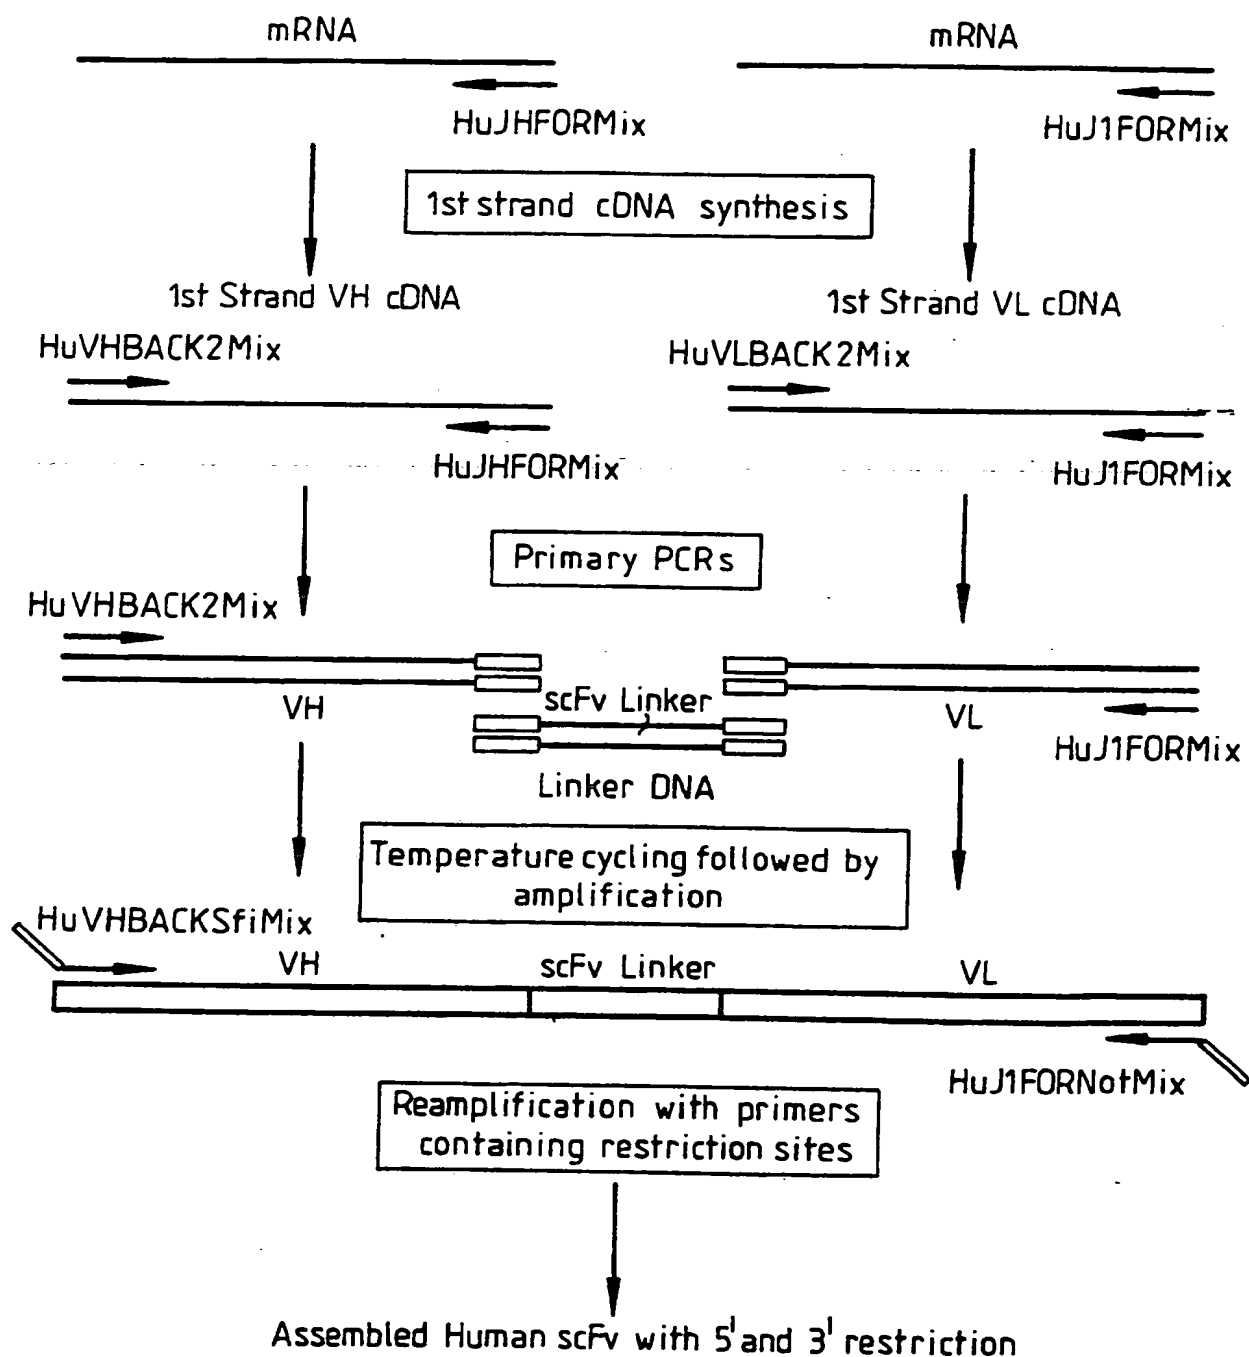 mRNA
mRNA
HuJHFORMix
HuJ1FORMix
1st strand cDNA synthesis
1st Strand VH cDNA
1st Strand VL cDNA
HuVHBACK2Mix
HuVLBACK2Mix
HuJHFORMix
HuJ1FORMix
Primary PCRs
HuVHBACK2Mix
VH
scFv Linker
VL
HuJ1FORMix
Linker DNA
Temperature cycling followed by
amplification
HuVHBACKSfiMix
VH
scFv Linker
VL
HuJ1FORNotMix
Reamplification with primers
containing restriction sites
Assembled Human scFv with 5' and 3' restriction